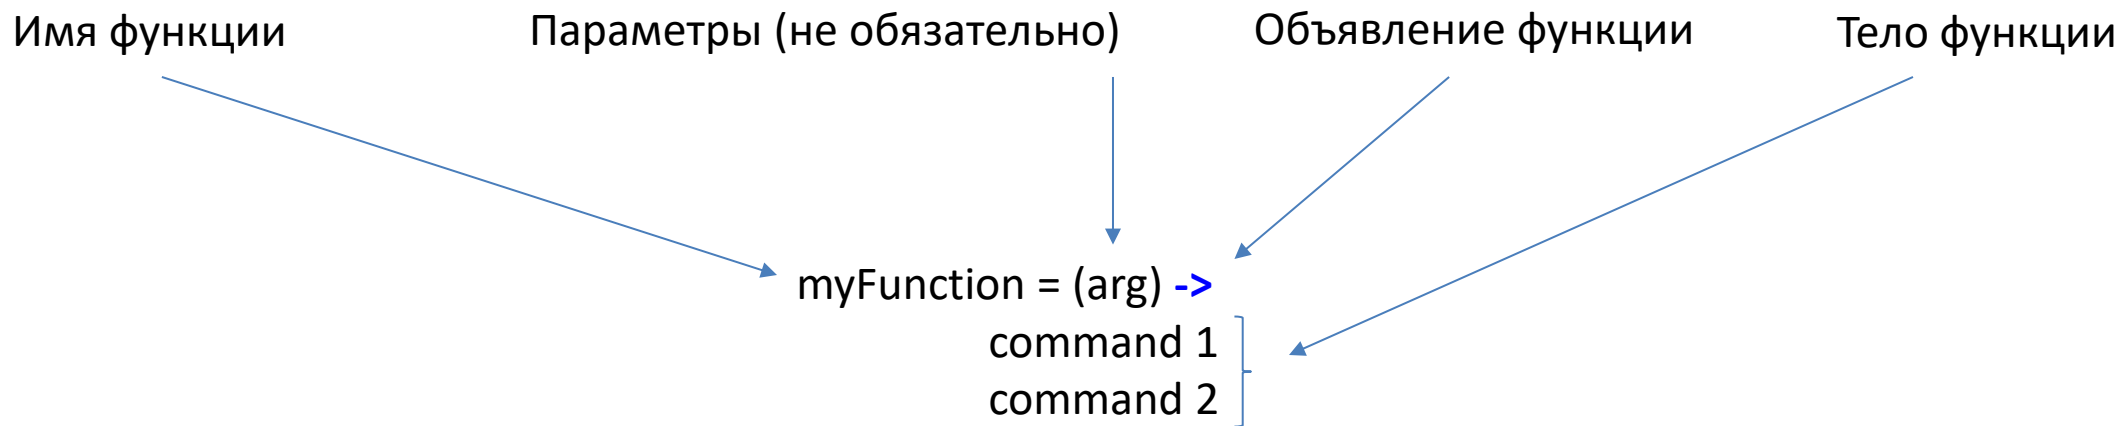 Имя функции
Параметры (не обязательно)
Объявление функции
Тело функции
myFunction = (arg) ->
command 1
command 2